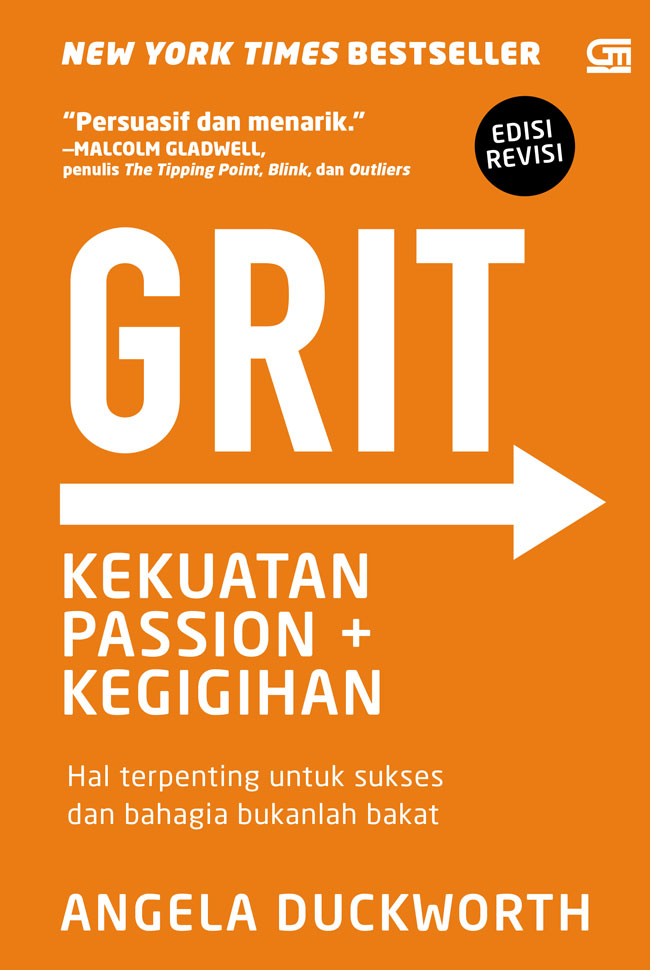 NEW YORK TIMES BESTSELLER
GM
“Persuasif dan menarik.”
—MALCOLM GLADWELL,
penulis The Tipping Point, Blink, dan Outliers
EDISI
REVISI
GRIT
KEKUATAN
PASSION +
KEGIGIHAN
Hal terpenting untuk sukses
dan bahagia bukanlah bakat
ANGELA DUCKWORTH